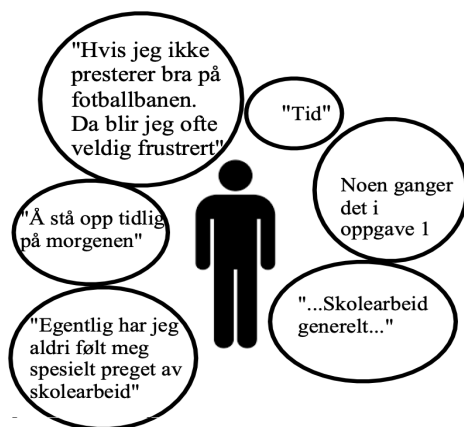 "Hvis jeg ikke
presterer bra på
fotballbanen.
Da blir jeg ofte
veldig frustrert"
"Tid"
Noen ganger
det i
oppgave 1
"Å stå opp tidlig
på morgenen"
"...Skolearbeid
generelt..."
"Egentlig har jeg
aldri følt meg
spesielt preget av
skolearbeid"